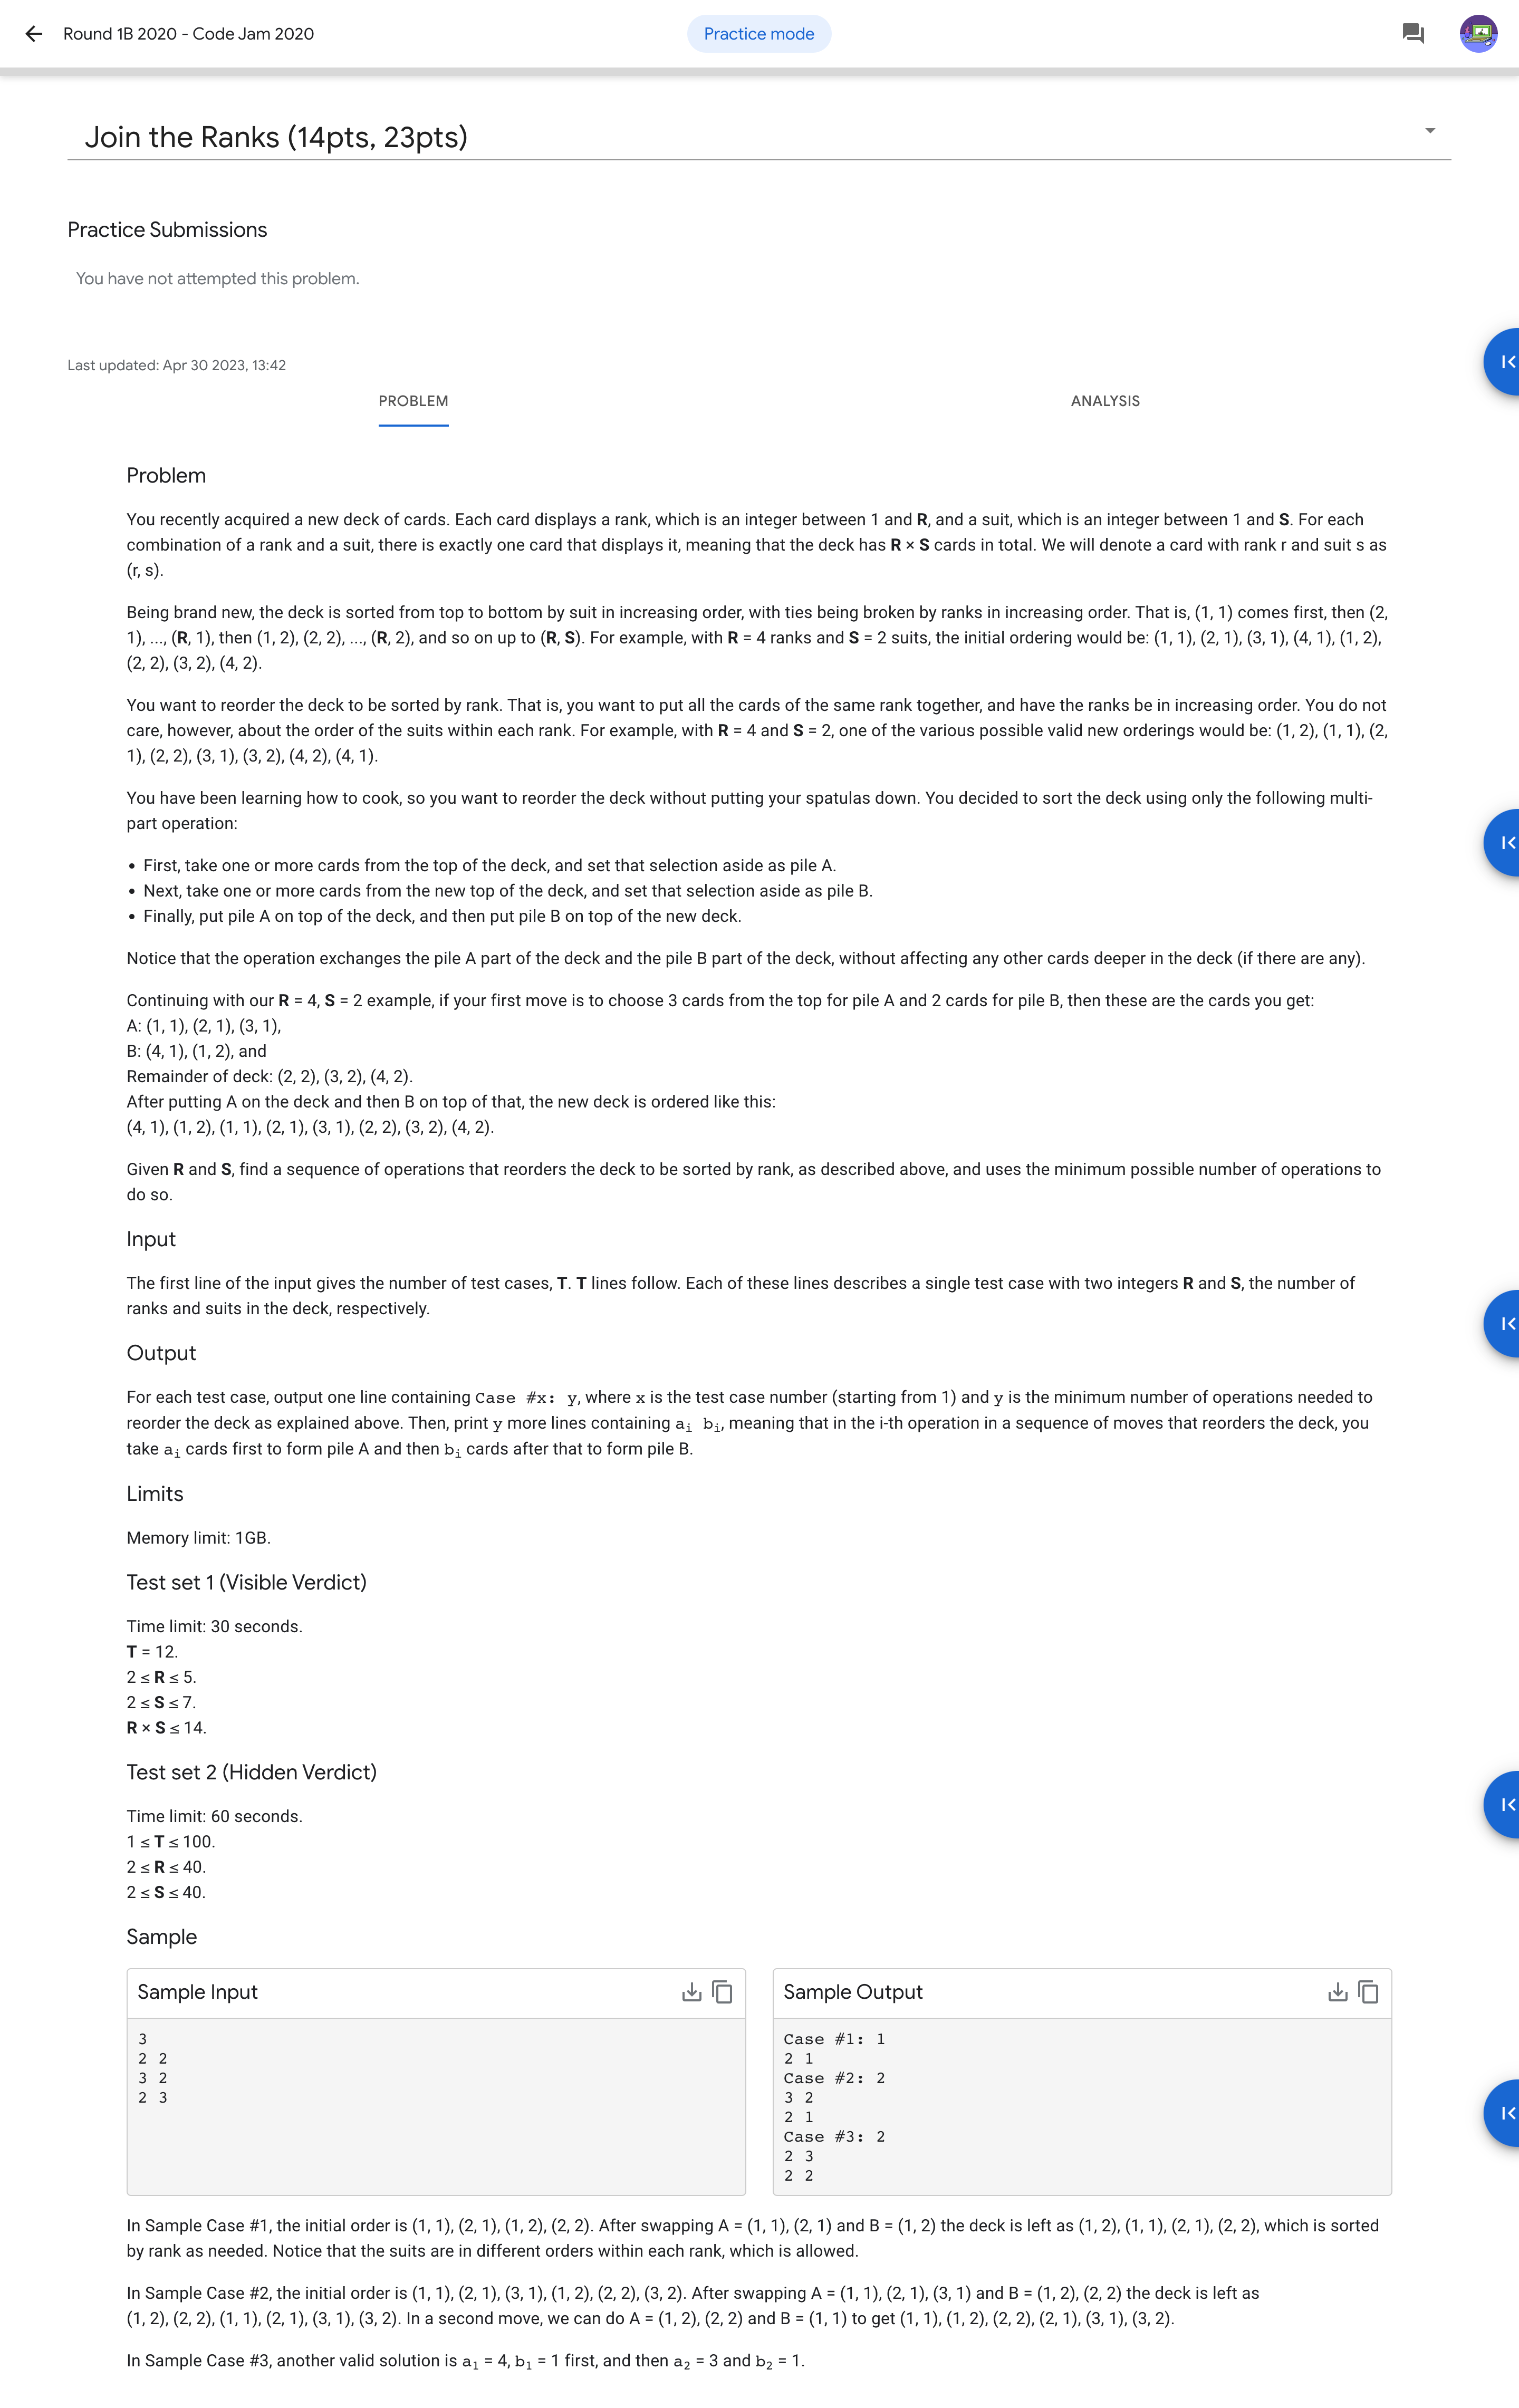 Round 1B 2020 - Code Jam 2020
Practice mode
Join the Ranks (14pts, 23pts)
Practice Submissions
You have not attempted this problem.
Last updated: Apr 30 2023, 13:42
PROBLEM
ANALYSIS
Problem
You recently acquired a new deck of cards. Each card displays a rank, which is an integer between 1 and R, and a suit, which is an integer between 1 and S. For each
combination of a rank and a suit, there is exactly one card that displays it, meaning that the deck has R × S cards in total. We will denote a card with rank r and suit s as
(r, s).
Being brand new, the deck is sorted from top to bottom by suit in increasing order, with ties being broken by ranks in increasing order. That is, (1, 1) comes first, then (2,
1), ..., (R, 1), then (1, 2), (2, 2), ..., (R, 2), and so on up to (R, S). For example, with R = 4 ranks and S = 2 suits, the initial ordering would be: (1, 1), (2, 1), (3, 1), (4, 1), (1, 2),
(2, 2), (3, 2), (4, 2).
You want to reorder the deck to be sorted by rank. That is, you want to put all the cards of the same rank together, and have the ranks be in increasing order. You do not
care, however, about the order of the suits within each rank. For example, with R = 4 and S = 2, one of the various possible valid new orderings would be: (1, 2), (1, 1), (2,
1), (2, 2), (3, 1), (3, 2), (4, 2), (4, 1).
You have been learning how to cook, so you want to reorder the deck without putting your spatulas down. You decided to sort the deck using only the following multi-
part operation:
• First, take one or more cards from the top of the deck, and set that selection aside as pile A.
• Next, take one or more cards from the new top of the deck, and set that selection aside as pile B.
• Finally, put pile A on top of the deck, and then put pile B on top of the new deck.
Notice that the operation exchanges the pile A part of the deck and the pile B part of the deck, without affecting any other cards deeper in the deck (if there are any).
Continuing with our R = 4, S = 2 example, if your first move is to choose 3 cards from the top for pile A and 2 cards for pile B, then these are the cards you get:
A: (1, 1), (2, 1), (3, 1),
B: (4, 1), (1, 2), and
Remainder of deck: (2, 2), (3, 2), (4, 2).
After putting A on the deck and then B on top of that, the new deck is ordered like this:
(4, 1), (1, 2), (1, 1), (2, 1), (3, 1), (2, 2), (3, 2), (4, 2).
Given R and S, find a sequence of operations that reorders the deck to be sorted by rank, as described above, and uses the minimum possible number of operations to
do so.
Input
The first line of the input gives the number of test cases, T. T lines follow. Each of these lines describes a single test case with two integers R and S, the number of
ranks and suits in the deck, respectively.
Output
For each test case, output one line containing Case #x: y, where x is the test case number (starting from 1) and y is the minimum number of operations needed to
reorder the deck as explained above. Then, print y more lines containing ai bi, meaning that in the i-th operation in a sequence of moves that reorders the deck, you
take ai cards first to form pile A and then bi cards after that to form pile B.
Limits
Memory limit: 1GB.
Test set 1 (Visible Verdict)
Time limit: 30 seconds.
T = 12.
2 ≤ R ≤ 5.
2 ≤ S ≤ 7.
R × S ≤ 14.
Test set 2 (Hidden Verdict)
Time limit: 60 seconds.
1 ≤ T ≤ 100.
2 ≤ R ≤ 40.
2 ≤ S ≤ 40.
Sample
Sample Input
3
2 2
3 2
2 3
Sample Output
Case #1: 1
2 1
Case #2: 2
3 2
2 1
Case #3: 2
2 3
2 2
In Sample Case #1, the initial order is (1, 1), (2, 1), (1, 2), (2, 2). After swapping A = (1, 1), (2, 1) and B = (1, 2) the deck is left as (1, 2), (1, 1), (2, 1), (2, 2), which is sorted
by rank as needed. Notice that the suits are in different orders within each rank, which is allowed.
In Sample Case #2, the initial order is (1, 1), (2, 1), (3, 1), (1, 2), (2, 2), (3, 2). After swapping A = (1, 1), (2, 1), (3, 1) and B = (1, 2), (2, 2) the deck is left as
(1, 2), (2, 2), (1, 1), (2, 1), (3, 1), (3, 2). In a second move, we can do A = (1, 2), (2, 2) and B = (1, 1) to get (1, 1), (1, 2), (2, 2), (2, 1), (3, 1), (3, 2).
In Sample Case #3, another valid solution is a1 = 4, b1 = 1 first, and then a2 = 3 and b2 = 1.